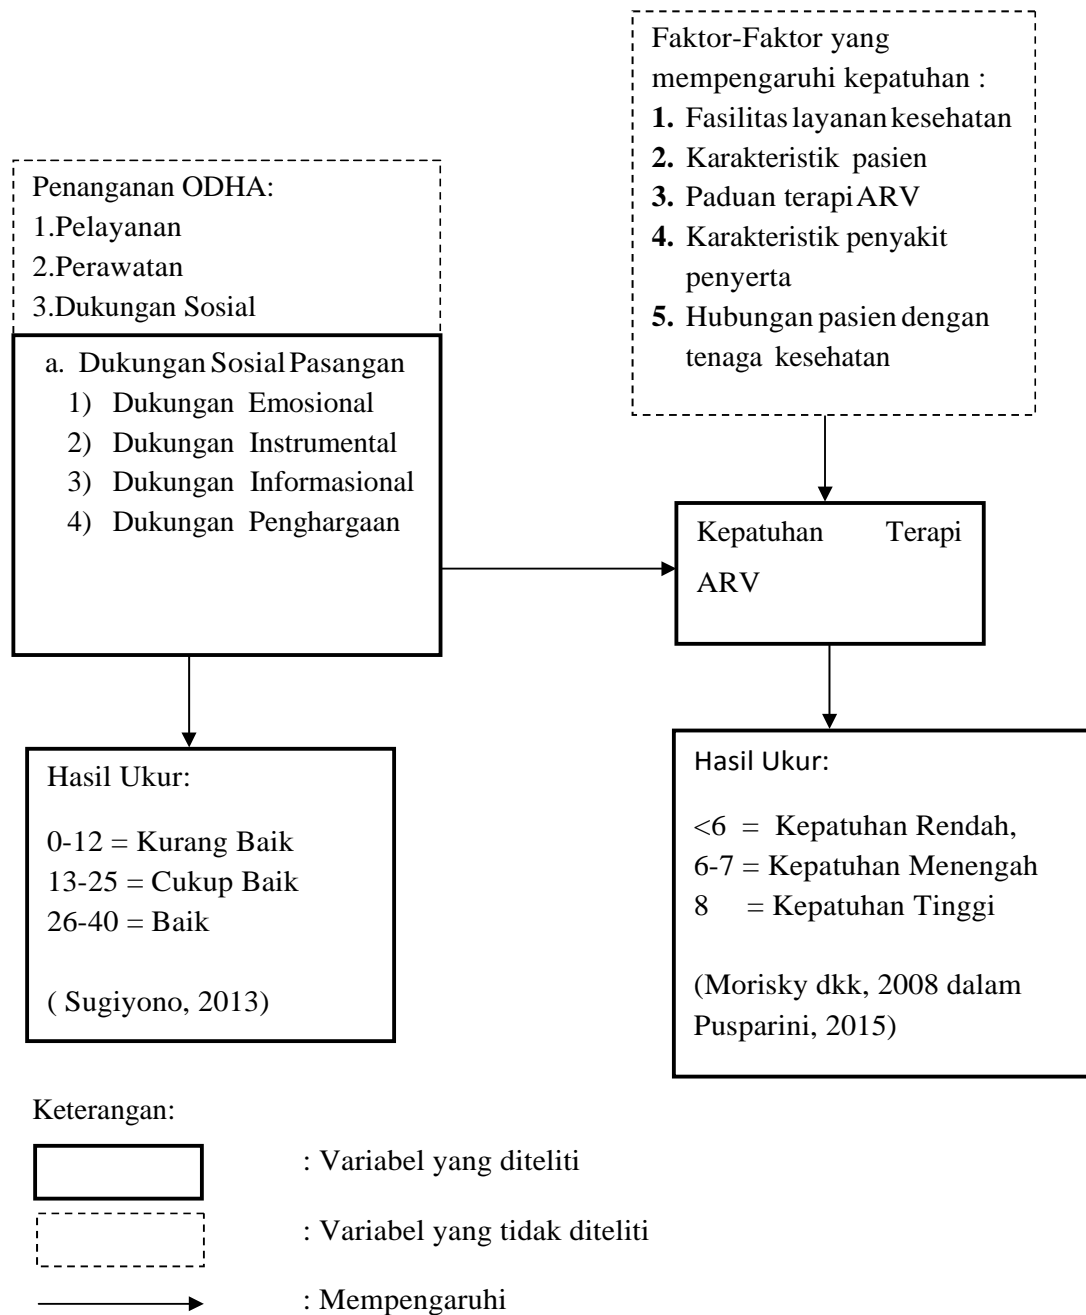 Faktor-Faktor yang
mempengaruhi kepatuhan :
1. Fasilitas layanan kesehatan
2. Karakteristik pasien
3. Paduan terapi ARV
4. Karakteristik penyakit
penyerta
5. Hubungan pasien dengan
tenaga kesehatan
Penanganan ODHA:
1.Pelayanan
2.Perawatan
3.Dukungan Sosial
a. Dukungan Sosial Pasangan
1) Dukungan Emosional
2) Dukungan Instrumental
3) Dukungan Informasional
4) Dukungan Penghargaan
Kepatuhan Terapi
ARV
Hasil Ukur:
0-12 = Kurang Baik
13-25 = Cukup Baik
26-40 = Baik
( Sugiyono, 2013)
Hasil Ukur:
<6 = Kepatuhan Rendah,
6-7 = Kepatuhan Menengah
8 = Kepatuhan Tinggi
(Morisky dkk, 2008 dalam
Pusparini, 2015)
Keterangan:
: Variabel yang diteliti
: Variabel yang tidak diteliti
: Mempengaruhi